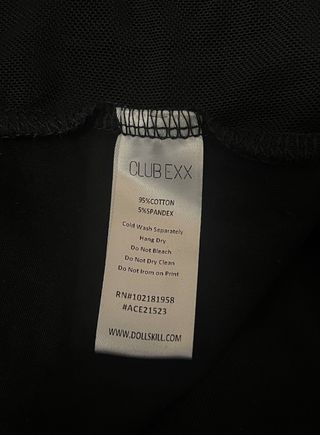 CLUB EXX
95%COTTON
5%SPANDEX
Cold Wash Separately
Hang Dry
Do Not Bleach
Do Not Dry Clean
Do Not Irom on Print
RN#102181958
#ACE21523
WWW.DOLLSKILL.COM